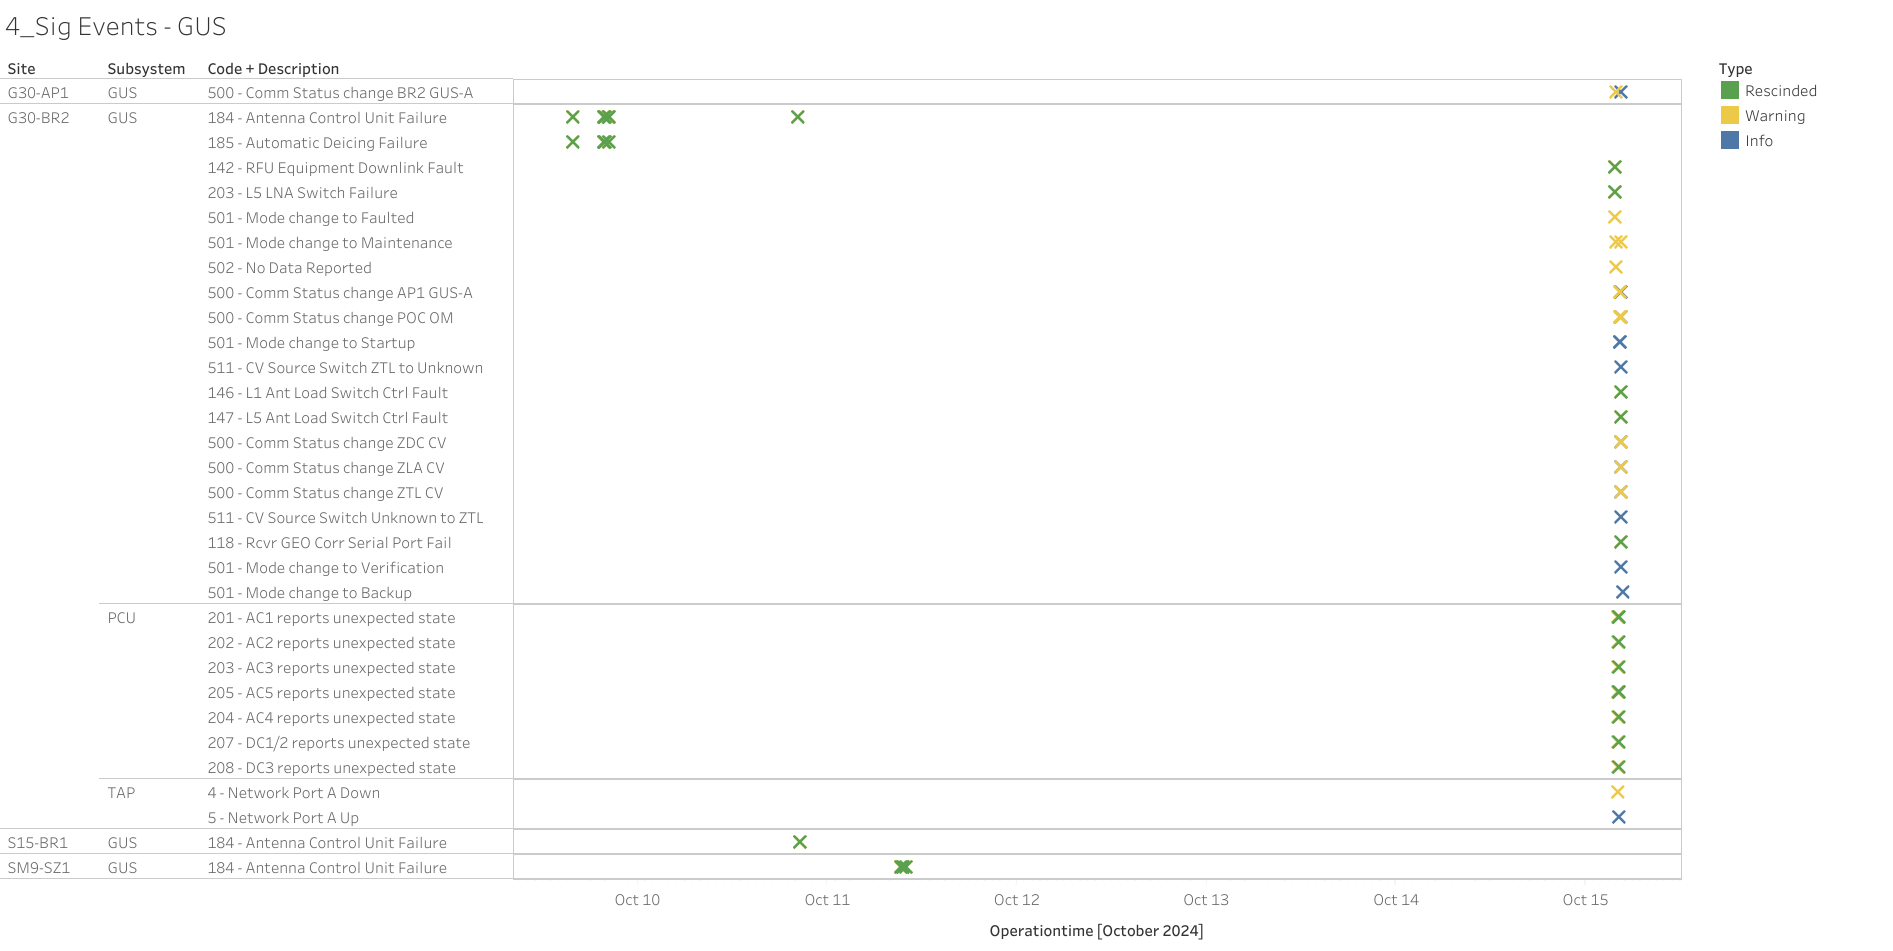 4_Sig Events - GUS
Site Subsystem Code + Description
G30-AP1 GUS 500 - Comm Status change BR2 GUS-A
G30-BR2 GUS 184 - Antenna Control Unit Failure
185 - Automatic Deicing Failure
142 - RFU Equipment Downlink Fault
203 - L5 LNA Switch Failure
501 - Mode change to Faulted
501 - Mode change to Maintenance
502 - No Data Reported
500 - Comm Status change AP1 GUS-A
500 - Comm Status change POC OM
501 - Mode change to Startup
511 - CV Source Switch ZTL to Unknown
146 - L1 Ant Load Switch Ctrl Fault
147 - L5 Ant Load Switch Ctrl Fault
500 - Comm Status change ZDC CV
500 - Comm Status change ZLA CV
500 - Comm Status change ZTL CV
511 - CV Source Switch Unknown to ZTL
118 - Rcvr GEO Corr Serial Port Fail
501 - Mode change to Verification
501 - Mode change to Backup
PCU 201 - AC1 reports unexpected state
202 - AC2 reports unexpected state
203 - AC3 reports unexpected state
205 - AC5 reports unexpected state
204 - AC4 reports unexpected state
207 - DC1/2 reports unexpected state
208 - DC3 reports unexpected state
TAP 4 - Network Port A Down
5 - Network Port A Up
S15-BR1 GUS 184 - Antenna Control Unit Failure
SM9-SZ1 GUS 184 - Antenna Control Unit Failure
Oct 10 Oct 11 Oct 12 Oct 13 Oct 14 Oct 15
Operationtime [October 2024]
Type
Rescinded
Warning
Info